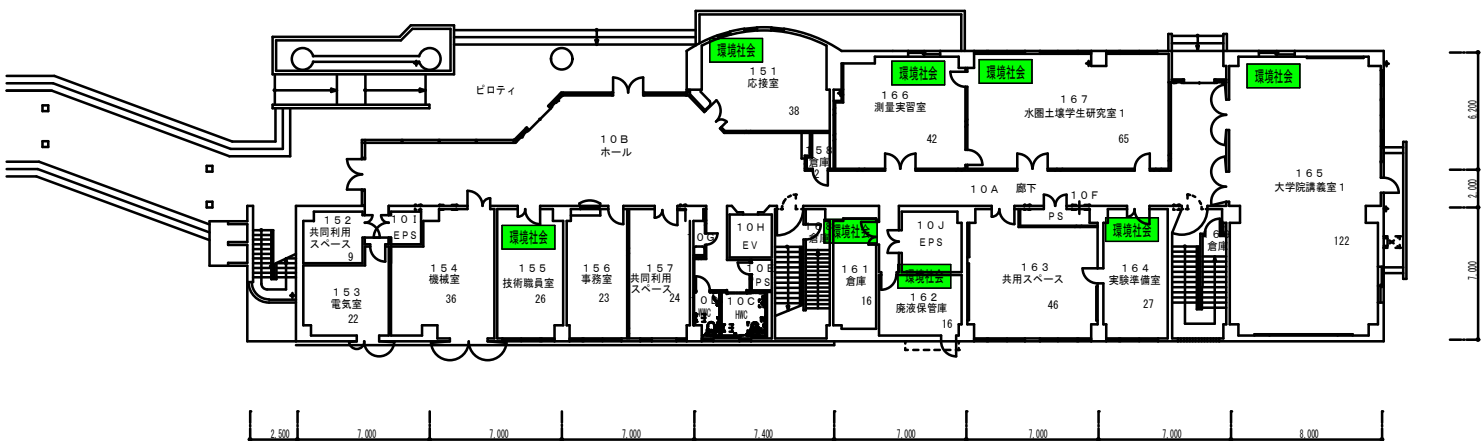 環境社会
151
応接室
38
ピロティ
環境社会
166
測量実習室
42
環境社会
167
水圏土壌学生研究室1
65
環境社会
165
大学院講義室1
122
10B
ホール
倉庫
2
10A 廊下
10F
PS
152
共同利用
スペース
9
10I
EPS
153
電気室
22
154
機械室
36
環境社会
155
技術職員室
26
156
事務室
23
157
共同利用
スペース
24
10G
10H
EV
PS
10C
HWC
倉庫
環境社会
161
倉庫
16
10J
EPS
環境社会
162
廃液保管庫
16
163
共用スペース
46
環境社会
164
実験準備室
27
倉庫
6,200
2,000
7,000
2,500
7,000
7,000
7,000
7,400
7,000
7,000
7,000
8,000